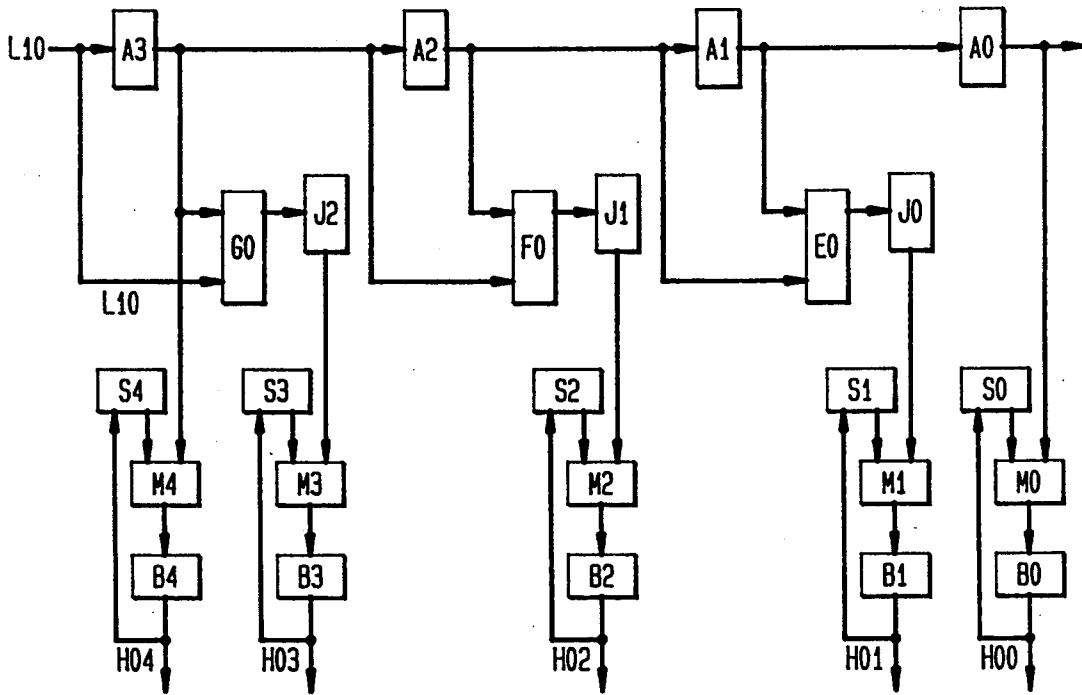 L10 A3 A2 A1 A0
G0 J2 F0 J1 E0 J0
L10
S4 S3 S2 S1 S0
M4 M3 M2 M1 M0
B4 B3 B2 B1 B0
H04 H03 H02 H01 H00